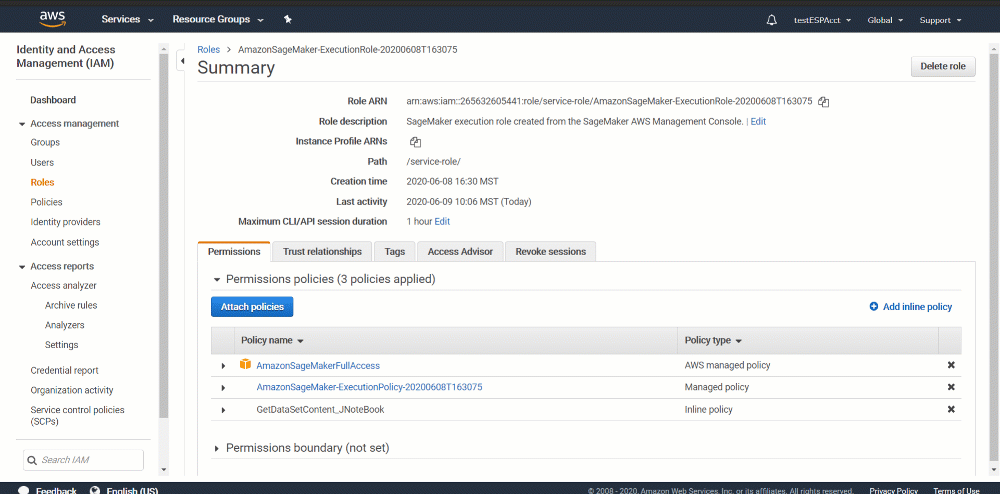 aws Services Resource Groups testESPAcct Global Support
Identity and Access
Management (IAM)
Dashboard
Access management
Groups
Users
Roles
Policies
Identity providers
Account settings
Access reports
Access analyzer
Archive rules
Analyzers
Settings
Credential report
Organization activity
Service control policies
(SCPs)
Search IAM
Roles > AmazonSageMaker-ExecutionRole-20200608T163075
Summary
Delete role
Role ARN arn:aws:iam::265632605441:role/service-role/AmazonSageMaker-ExecutionRole-20200608T163075
Role description SageMaker execution role created from the SageMaker AWS Management Console. | Edit
Instance Profile ARNs
Path /service-role/
Creation time 2020-06-08 16:30 MST
Last activity 2020-06-09 10:06 MST (Today)
Maximum CLI/API session duration 1 hour Edit
Permissions Trust relationships Tags Access Advisor Revoke sessions
Permissions policies (3 policies applied)
Attach policies Add inline policy
Policy name Policy type
AmazonSageMakerFullAccess AWS managed policy
AmazonSageMaker-ExecutionPolicy-20200608T163075 Managed policy
GetDataSetContent_JNoteBook Inline policy
Permissions boundary (not set)
Feedback English (US) © 2008 - 2020, Amazon Web Services, Inc. or its affiliates. All rights reserved. Privacy Policy Terms of Use